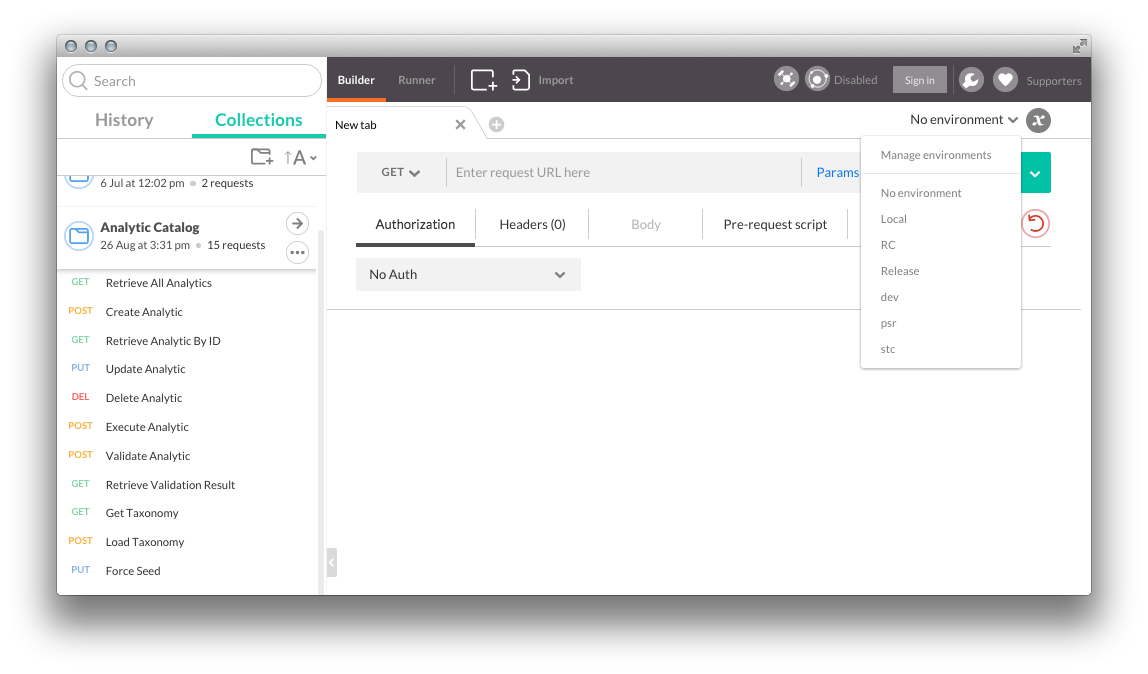 Search
Builder
Runner
Import
Disabled
Sign in
Supporters
History
Collections
New tab
No environment
6 Jul at 12:02 pm 2 requests
Analytic Catalog
26 Aug at 3:31 pm 15 requests
GET Retrieve All Analytics
POST Create Analytic
GET Retrieve Analytic By ID
PUT Update Analytic
DEL Delete Analytic
POST Execute Analytic
POST Validate Analytic
GET Retrieve Validation Result
GET Get Taxonomy
POST Load Taxonomy
PUT Force Seed
GET
Enter request URL here
Params
Authorization
Headers (0)
Body
Pre-request script
No Auth
Manage environments
No environment
Local
RC
Release
dev
psr
stc